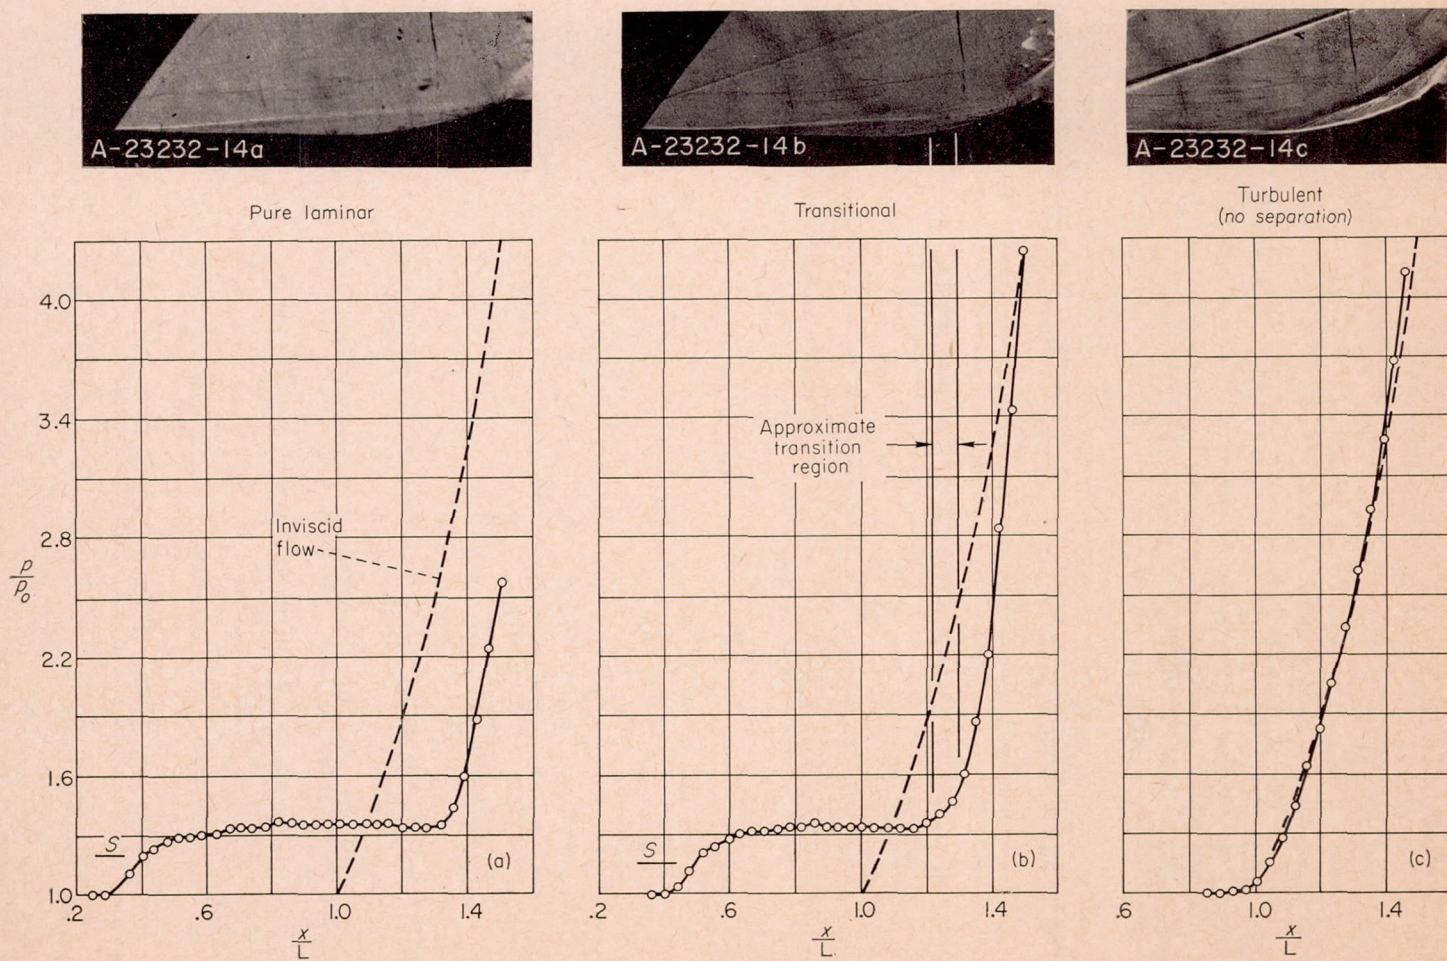 A-23232-14a
A-23232-14b
A-23232-14c
Pure laminar
Transitional
Turbulent
(no separation)
4.0
3.4
2.8
2.2
1.6
1.0
p
p₀
Inviscid
flow
S
(a)
.2
.6
1.0
1.4
x
L
Approximate
transition
region
S
(b)
.2
.6
1.0
1.4
x
L
(c)
.6
1.0
1.4
x
L